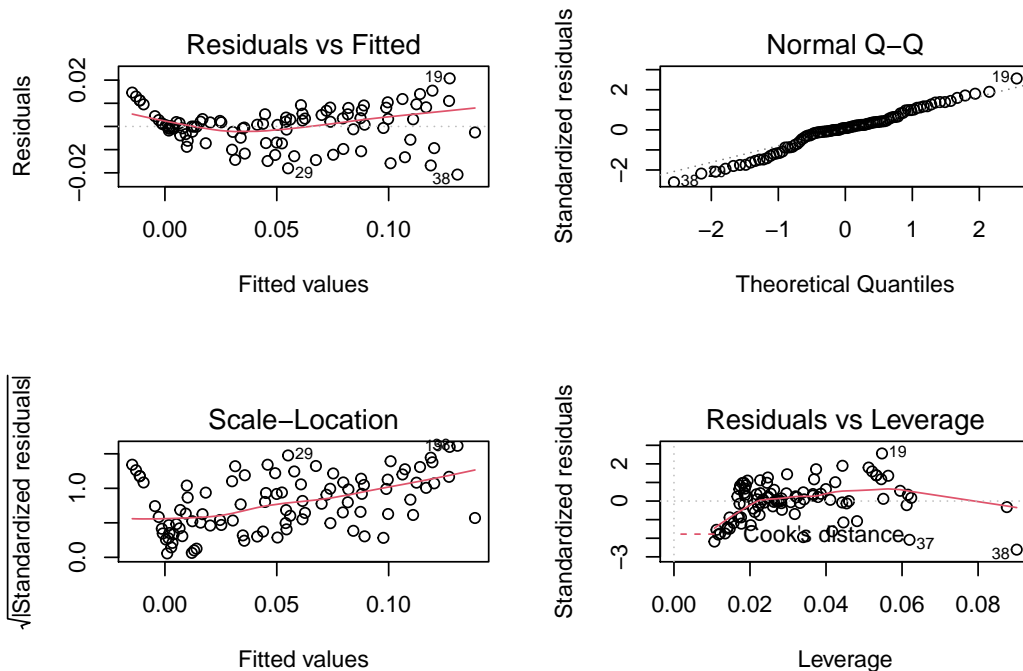 Residuals vs Fitted
Residuals
−0.02
0.02
19
29
38
0.00
0.05
0.10
Fitted values
Normal Q−Q
Standardized residuals
−2
0
2
19
38
−2
−1
0
1
2
Theoretical Quantiles
Scale−Location
√|Standardized residuals|
0.0
1.0
29
0.00
0.05
0.10
Fitted values
Residuals vs Leverage
Standardized residuals
−3
0
2
19
37
38
Cook's distance
0.00
0.02
0.04
0.06
0.08
Leverage